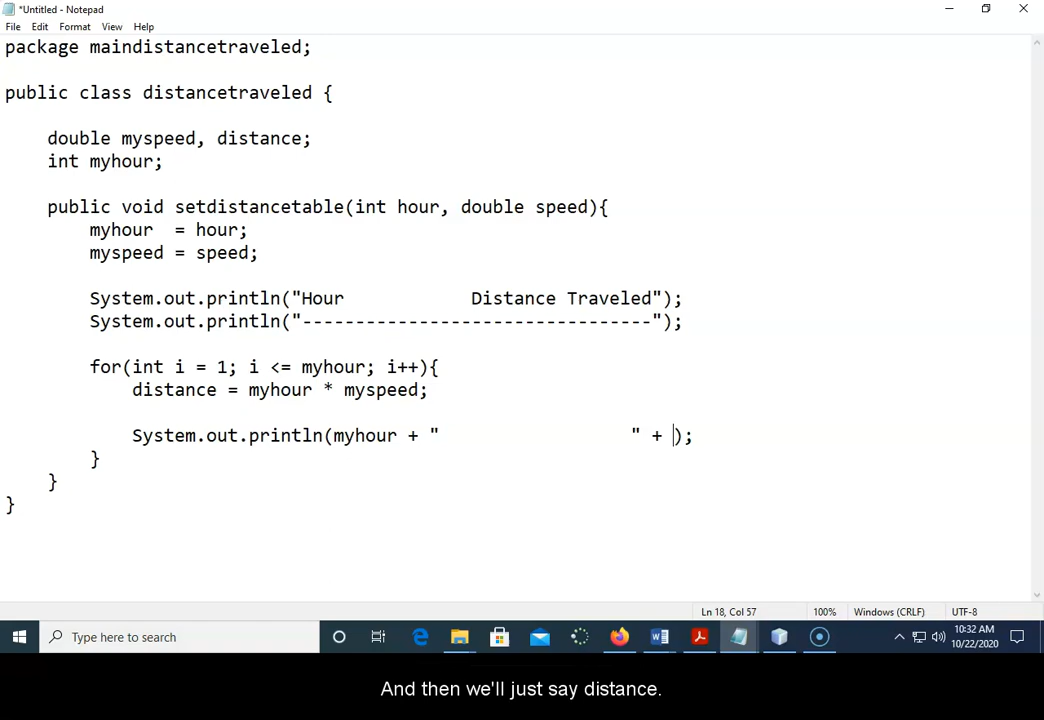 *Untitled - Notepad
File Edit Format View Help
package maindistancetraveled;
public class distancetraveled {
double myspeed, distance;
int myhour;
public void setdistancetable(int hour, double speed){
myhour  = hour;
myspeed = speed;
System.out.println("Hour            Distance Traveled");
System.out.println("---------------------------------");
for(int i = 1; i <= myhour; i++){
distance = myhour * myspeed;
System.out.println(myhour + "                  " + );
}
}
}
Ln 18, Col 57 100% Windows (CRLF) UTF-8
Type here to search
10:32 AM
10/22/2020
And then we'll just say distance.